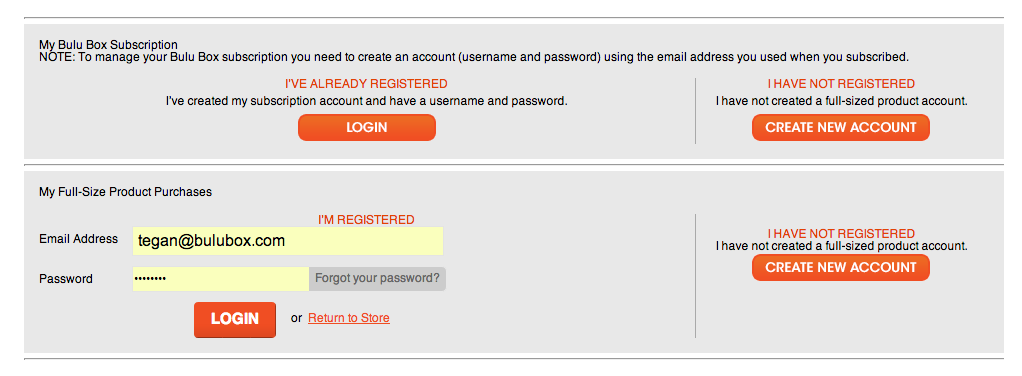 My Bulu Box Subscription
NOTE: To manage your Bulu Box subscription you need to create an account (username and password) using the email address you used when you subscribed.
I'VE ALREADY REGISTERED
I've created my subscription account and have a username and password.
LOGIN
I HAVE NOT REGISTERED
I have not created a full-sized product account.
CREATE NEW ACCOUNT
My Full-Size Product Purchases
I'M REGISTERED
Email Address tegan@bulubox.com
Password •••••••• Forgot your password?
LOGIN or Return to Store
I HAVE NOT REGISTERED
I have not created a full-sized product account.
CREATE NEW ACCOUNT